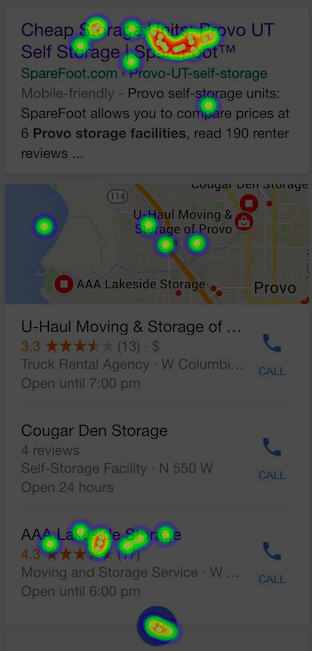 Cheap Storage Units: Provo UT
Self Storage | SpareFoot™
SpareFoot.com › Provo-UT-self-storage
Mobile-friendly - Provo self-storage units:
SpareFoot allows you to compare prices at
6 Provo storage facilities, read 190 renter
reviews ...
Cougar Den Storage
114
U-Haul Moving &
Storage of Provo
AAA Lakeside Storage
Provo
U-Haul Moving & Storage of ...
3.3 (13) · $
Truck Rental Agency · W Columbi...
Open until 7:00 pm
CALL
Cougar Den Storage
4 reviews
Self-Storage Facility · N 550 W
Open 24 hours
CALL
AAA Lakeside Storage
4.3 (17)
Moving and Storage Service · W ...
Open until 6:00 pm
CALL